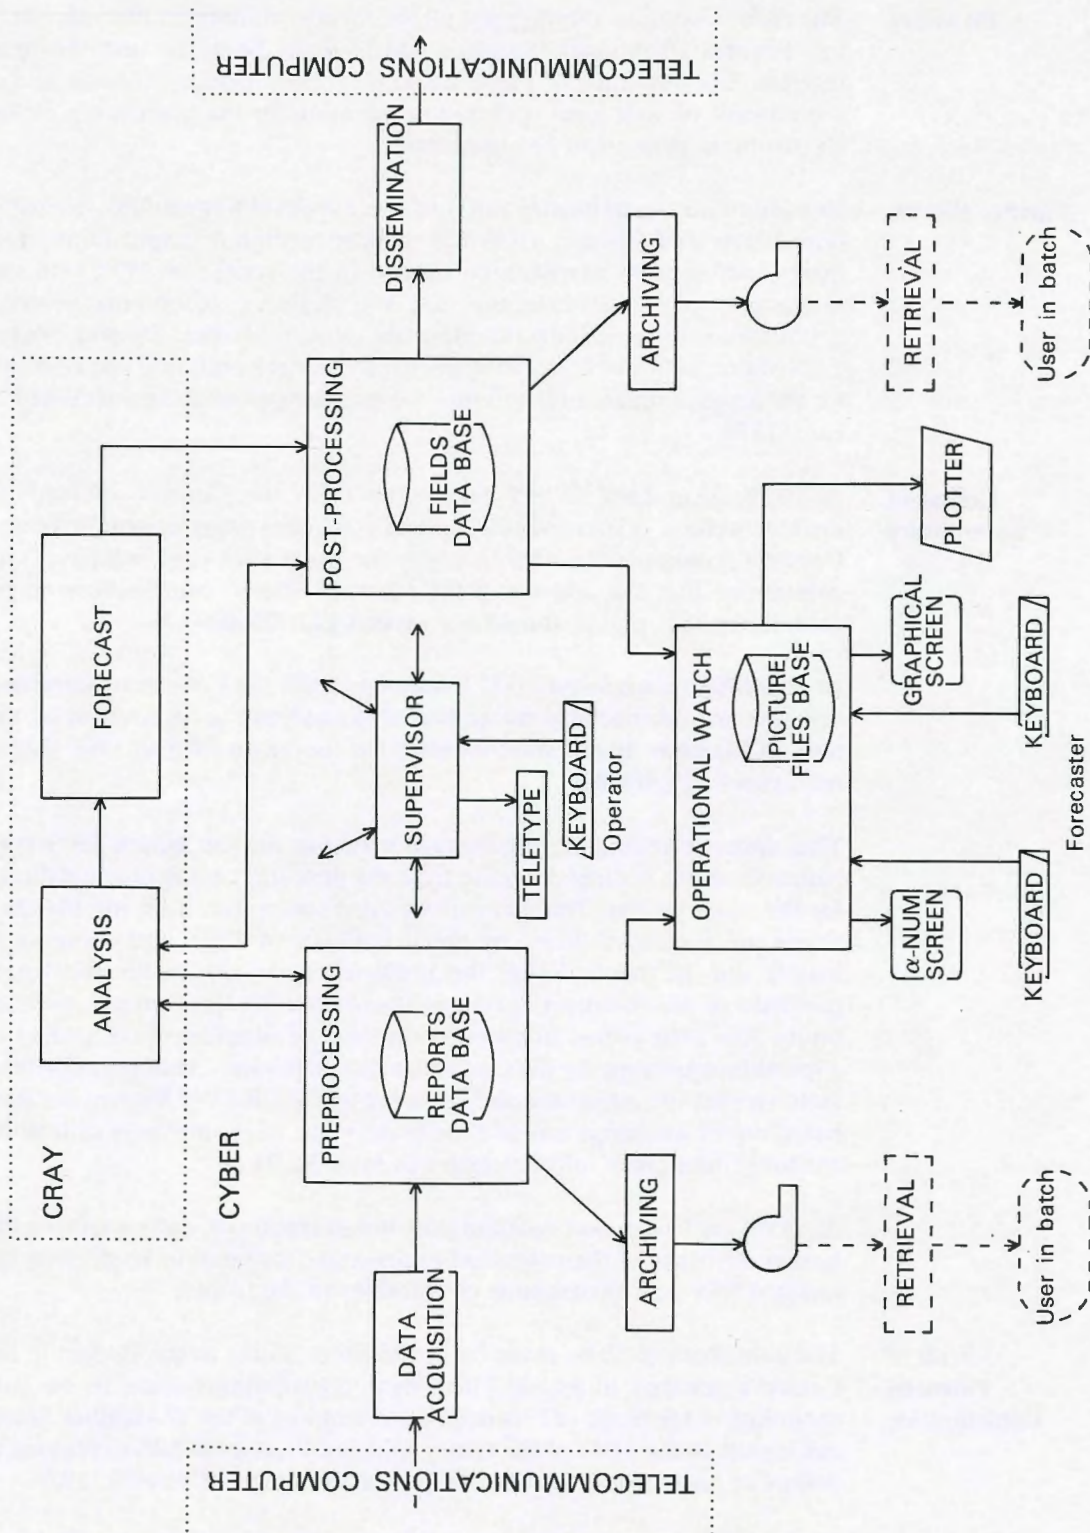 CRAY
ANALYSIS
FORECAST
CYBER
TELECOMMUNICATIONS COMPUTER
DATA
ACQUISITION
PREPROCESSING
REPORTS
DATA BASE
SUPERVISOR
TELETYPE
KEYBOARD
Operator
POST-PROCESSING
FIELDS
DATA BASE
DISSEMINATION
TELECOMMUNICATIONS COMPUTER
ARCHIVING
RETRIEVAL
User in batch
OPERATIONAL WATCH
PICTURE
FILES BASE
α-NUM
SCREEN
KEYBOARD
GRAPHICAL
SCREEN
KEYBOARD
Forecaster
PLOTTER
ARCHIVING
RETRIEVAL
User in batch